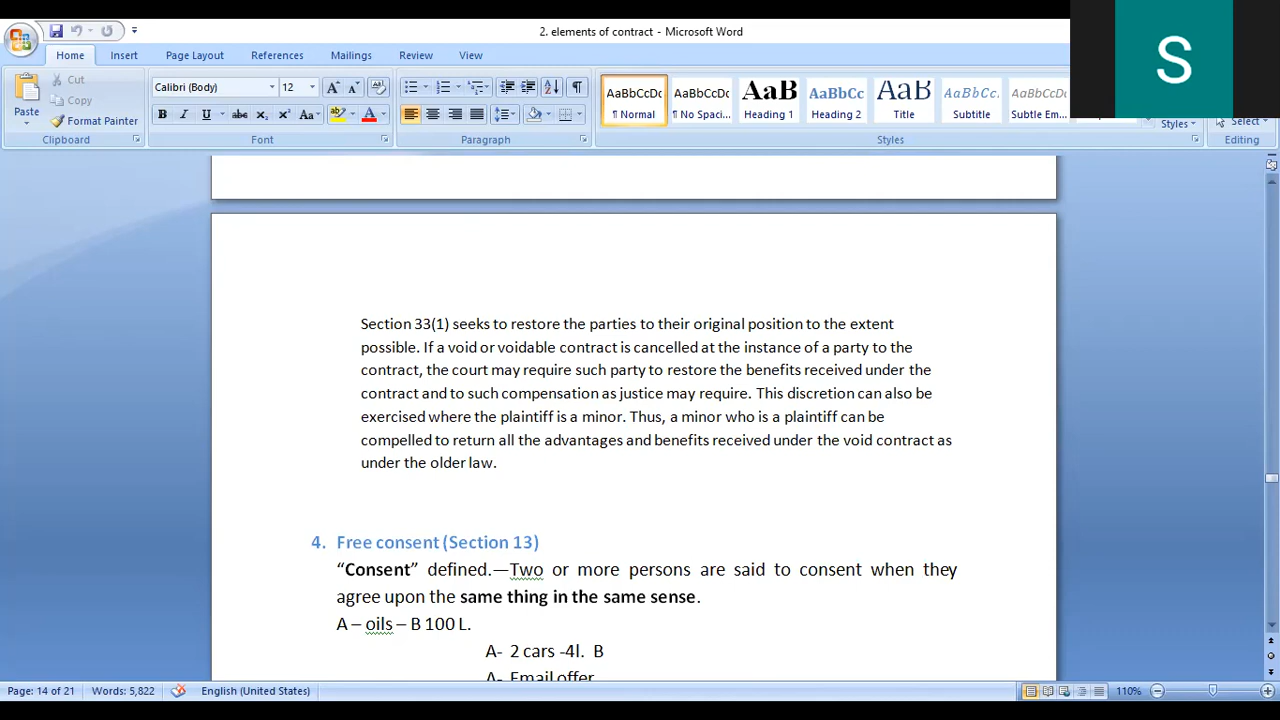 2. elements of contract - Microsoft Word
S
Home Insert Page Layout References Mailings Review View
Paste
Cut
Copy
Format Painter
Clipboard
Calibri (Body) 12
B I U abc x₂ x² Aa A
Font
Paragraph
AaBbCcDc AaBbCcDc AaB AaBbCc AaB AaBbCc. AaBbCcDc
¶ Normal ¶ No Spaci... Heading 1 Heading 2 Title Subtitle Subtle Em...
Styles
Styles
Select
Editing
Section 33(1) seeks to restore the parties to their original position to the extent
possible. If a void or voidable contract is cancelled at the instance of a party to the
contract, the court may require such party to restore the benefits received under the
contract and to such compensation as justice may require. This discretion can also be
exercised where the plaintiff is a minor. Thus, a minor who is a plaintiff can be
compelled to return all the advantages and benefits received under the void contract as
under the older law.
4. Free consent (Section 13)
“Consent” defined.—Two or more persons are said to consent when they
agree upon the same thing in the same sense.
A – oils – B 100 L.
A- 2 cars -4l. B
A- Email offer
Page: 14 of 21 Words: 5,822 English (United States) 110%